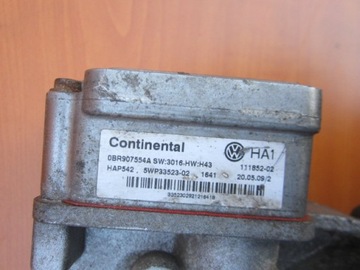 Continental
HA1
0BR907554A SW:3016-HW:H43
111852-02
HAP542 . 5WP33523-02 1641
20.05.09/2